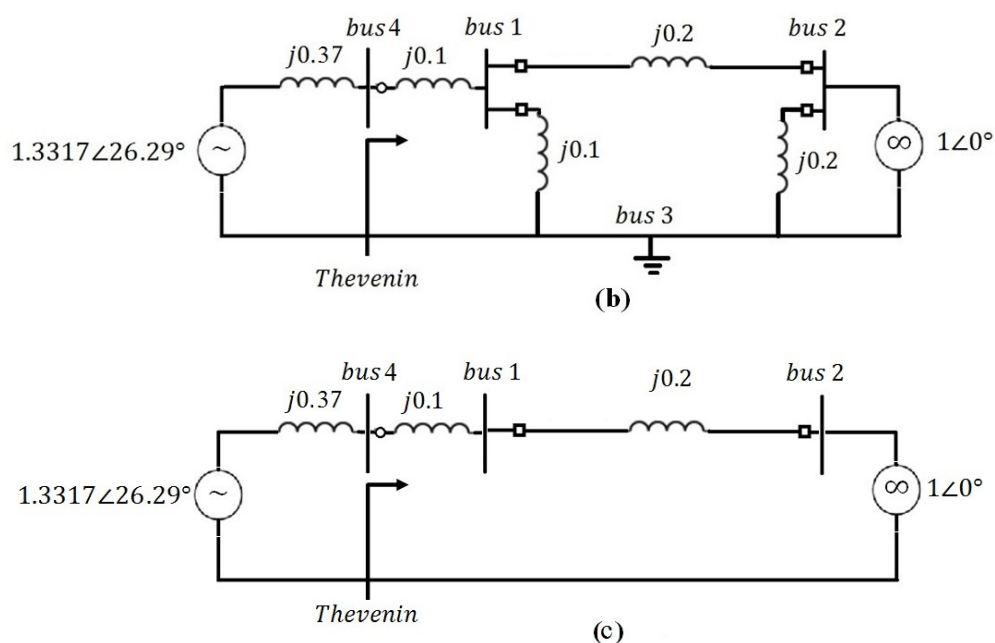 bus 4
bus 1
bus 2
j0.37
j0.1
j0.2
1.3317∠26.29°
~
j0.1
j0.2
∞
1∠0°
bus 3
Thevenin
(b)
bus 4
bus 1
bus 2
j0.37
j0.1
j0.2
1.3317∠26.29°
~
∞
1∠0°
Thevenin
(c)